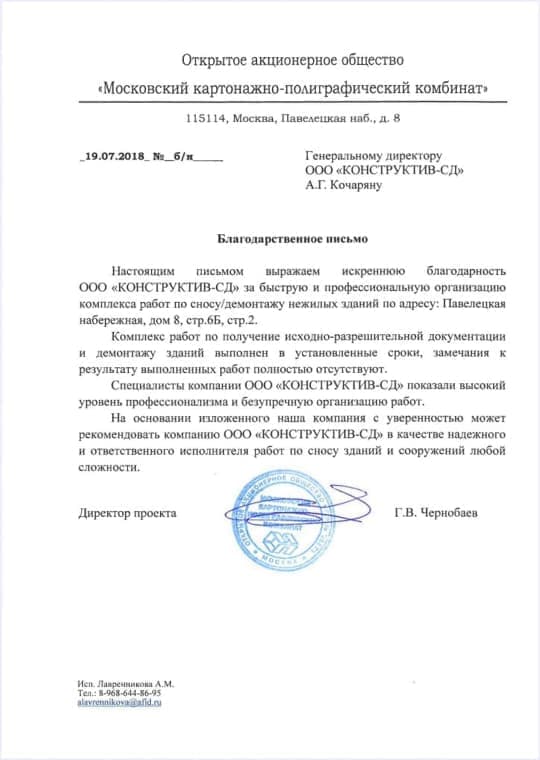 Открытое акционерное общество
«Московский картонажно-полиграфический комбинат»
115114, Москва, Павелецкая наб., д. 8
_19.07.2018_ №__б/н_____
Генеральному директору
ООО «КОНСТРУКТИВ-СД»
А.Г. Кочаряну
Благодарственное письмо
Настоящим письмом выражаем искреннюю благодарность
ООО «КОНСТРУКТИВ-СД» за быструю и профессиональную организацию
комплекса работ по сносу/демонтажу нежилых зданий по адресу: Павелецкая
набережная, дом 8, стр.6Б, стр.2.
Комплекс работ по получение исходно-разрешительной документации
и демонтажу зданий выполнен в установленные сроки, замечания к
результату выполненных работ полностью отсутствуют.
Специалисты компании ООО «КОНСТРУКТИВ-СД» показали высокий
уровень профессионализма и безупречную организацию работ.
На основании изложенного наша компания с уверенностью может
рекомендовать компанию ООО «КОНСТРУКТИВ-СД» в качестве надежного
и ответственного исполнителя работ по сносу зданий и сооружений любой
сложности.
Директор проекта
Г.В. Чернобаев
ОТКРЫТОЕ АКЦИОНЕРНОЕ ОБЩЕСТВО
МОСКОВСКИЙ
КАРТОНАЖНО-
ПОЛИГРАФИЧЕСКИЙ
КОМБИНАТ
МОСКВА
Исп. Лавренникова А.М.
Тел.: 8-968-644-86-95
alavrennikova@afid.ru